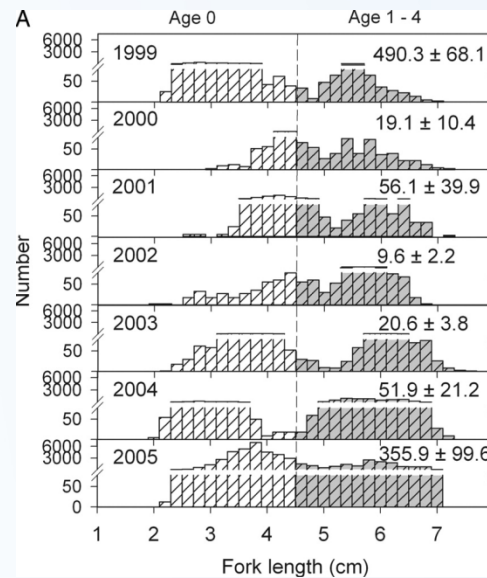 A
Age 0 Age 1 - 4
6000
3000
1999
490.3 ± 68.1
50
6000
3000
2000
19.1 ± 10.4
50
6000
3000
2001
56.1 ± 39.9
50
6000
3000
2002
9.6 ± 2.2
50
6000
3000
2003
20.6 ± 3.8
50
6000
3000
2004
51.9 ± 21.2
50
6000
3000
2005
355.9 ± 99.6
50
0
Number
1 2 3 4 5 6 7
Fork length (cm)